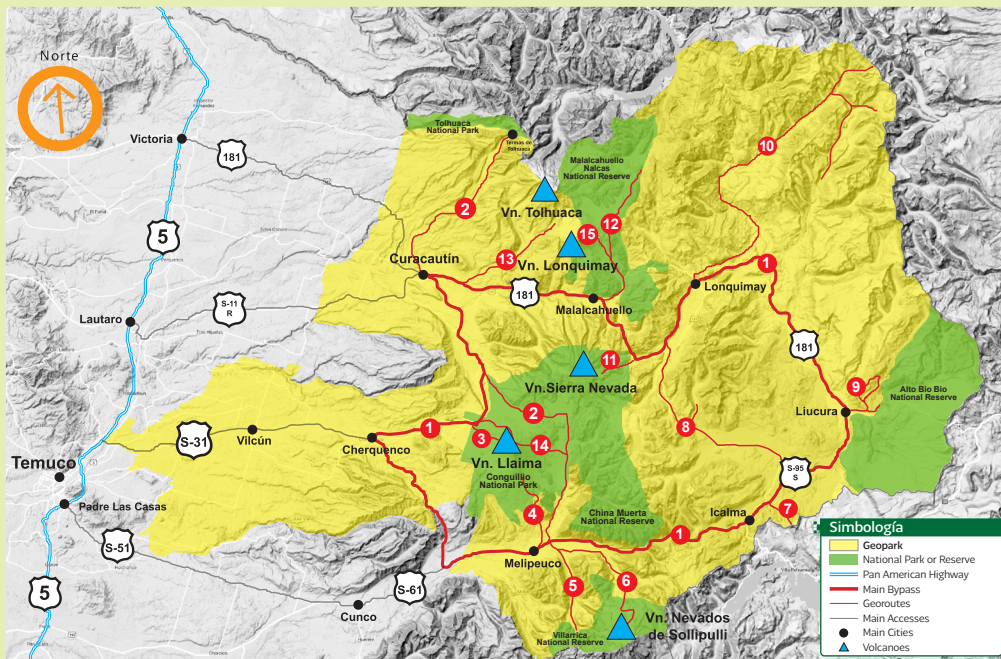 Norte
Victoria
181
5
Tolhuaca
National Park
Termas de
Tolhuaca
Malalcahuello
Nalcas
National Reserve
10
2
Vn. Tolhuaca
12
15
13
Vn. Lonquimay
Curacautín
181
Malalcahuello
Lonquimay
1
S-11
R
Lautaro
181
11
Vn.Sierra Nevada
9
Alto Bio Bio
National Reserve
Liucura
2
1
S-31
Vilcún
Cherquenco
3
14
8
Vn. Llaima
Conguillio
National Park
Temuco
S-95
S
Padre Las Casas
4
China Muerta
National Reserve
Icalma
7
S-51
1
Melipeuco
5
6
S-61
5
Cunco
Vn. Nevados
de Sollipulli
Villarrica
National Reserve
Simbología
Geopark
National Park or Reserve
Pan American Highway
Main Bypass
Georoutes
Main Accesses
Main Cities
Volcanoes